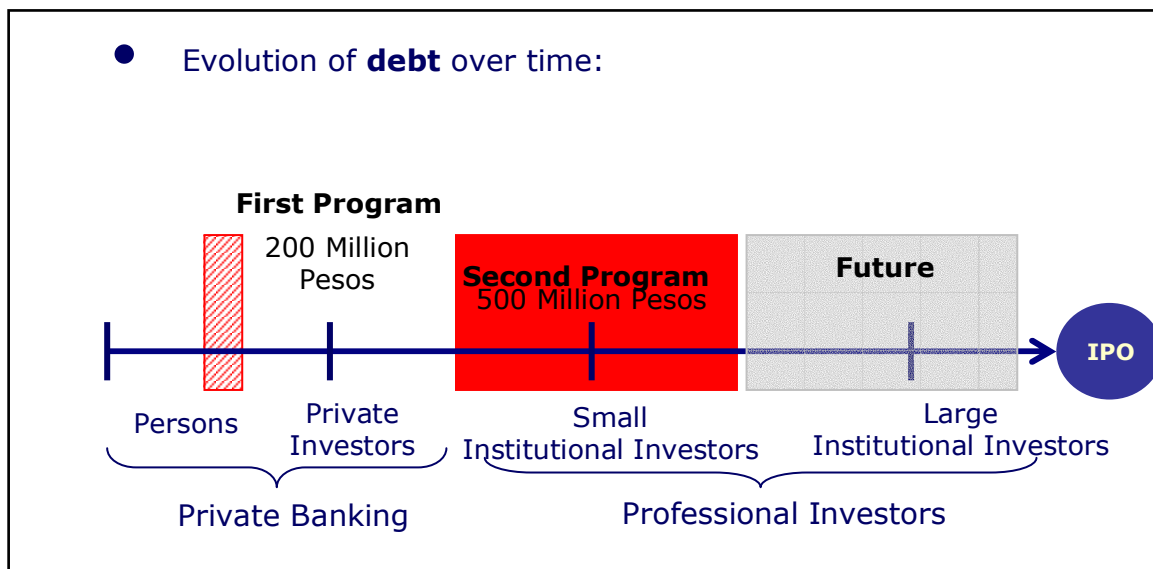 ● Evolution of debt over time:
First Program
200 Million
Pesos
Second Program
500 Million Pesos
Future
IPO
Persons
Private
Investors
Small
Institutional Investors
Large
Institutional Investors
Private Banking
Professional Investors